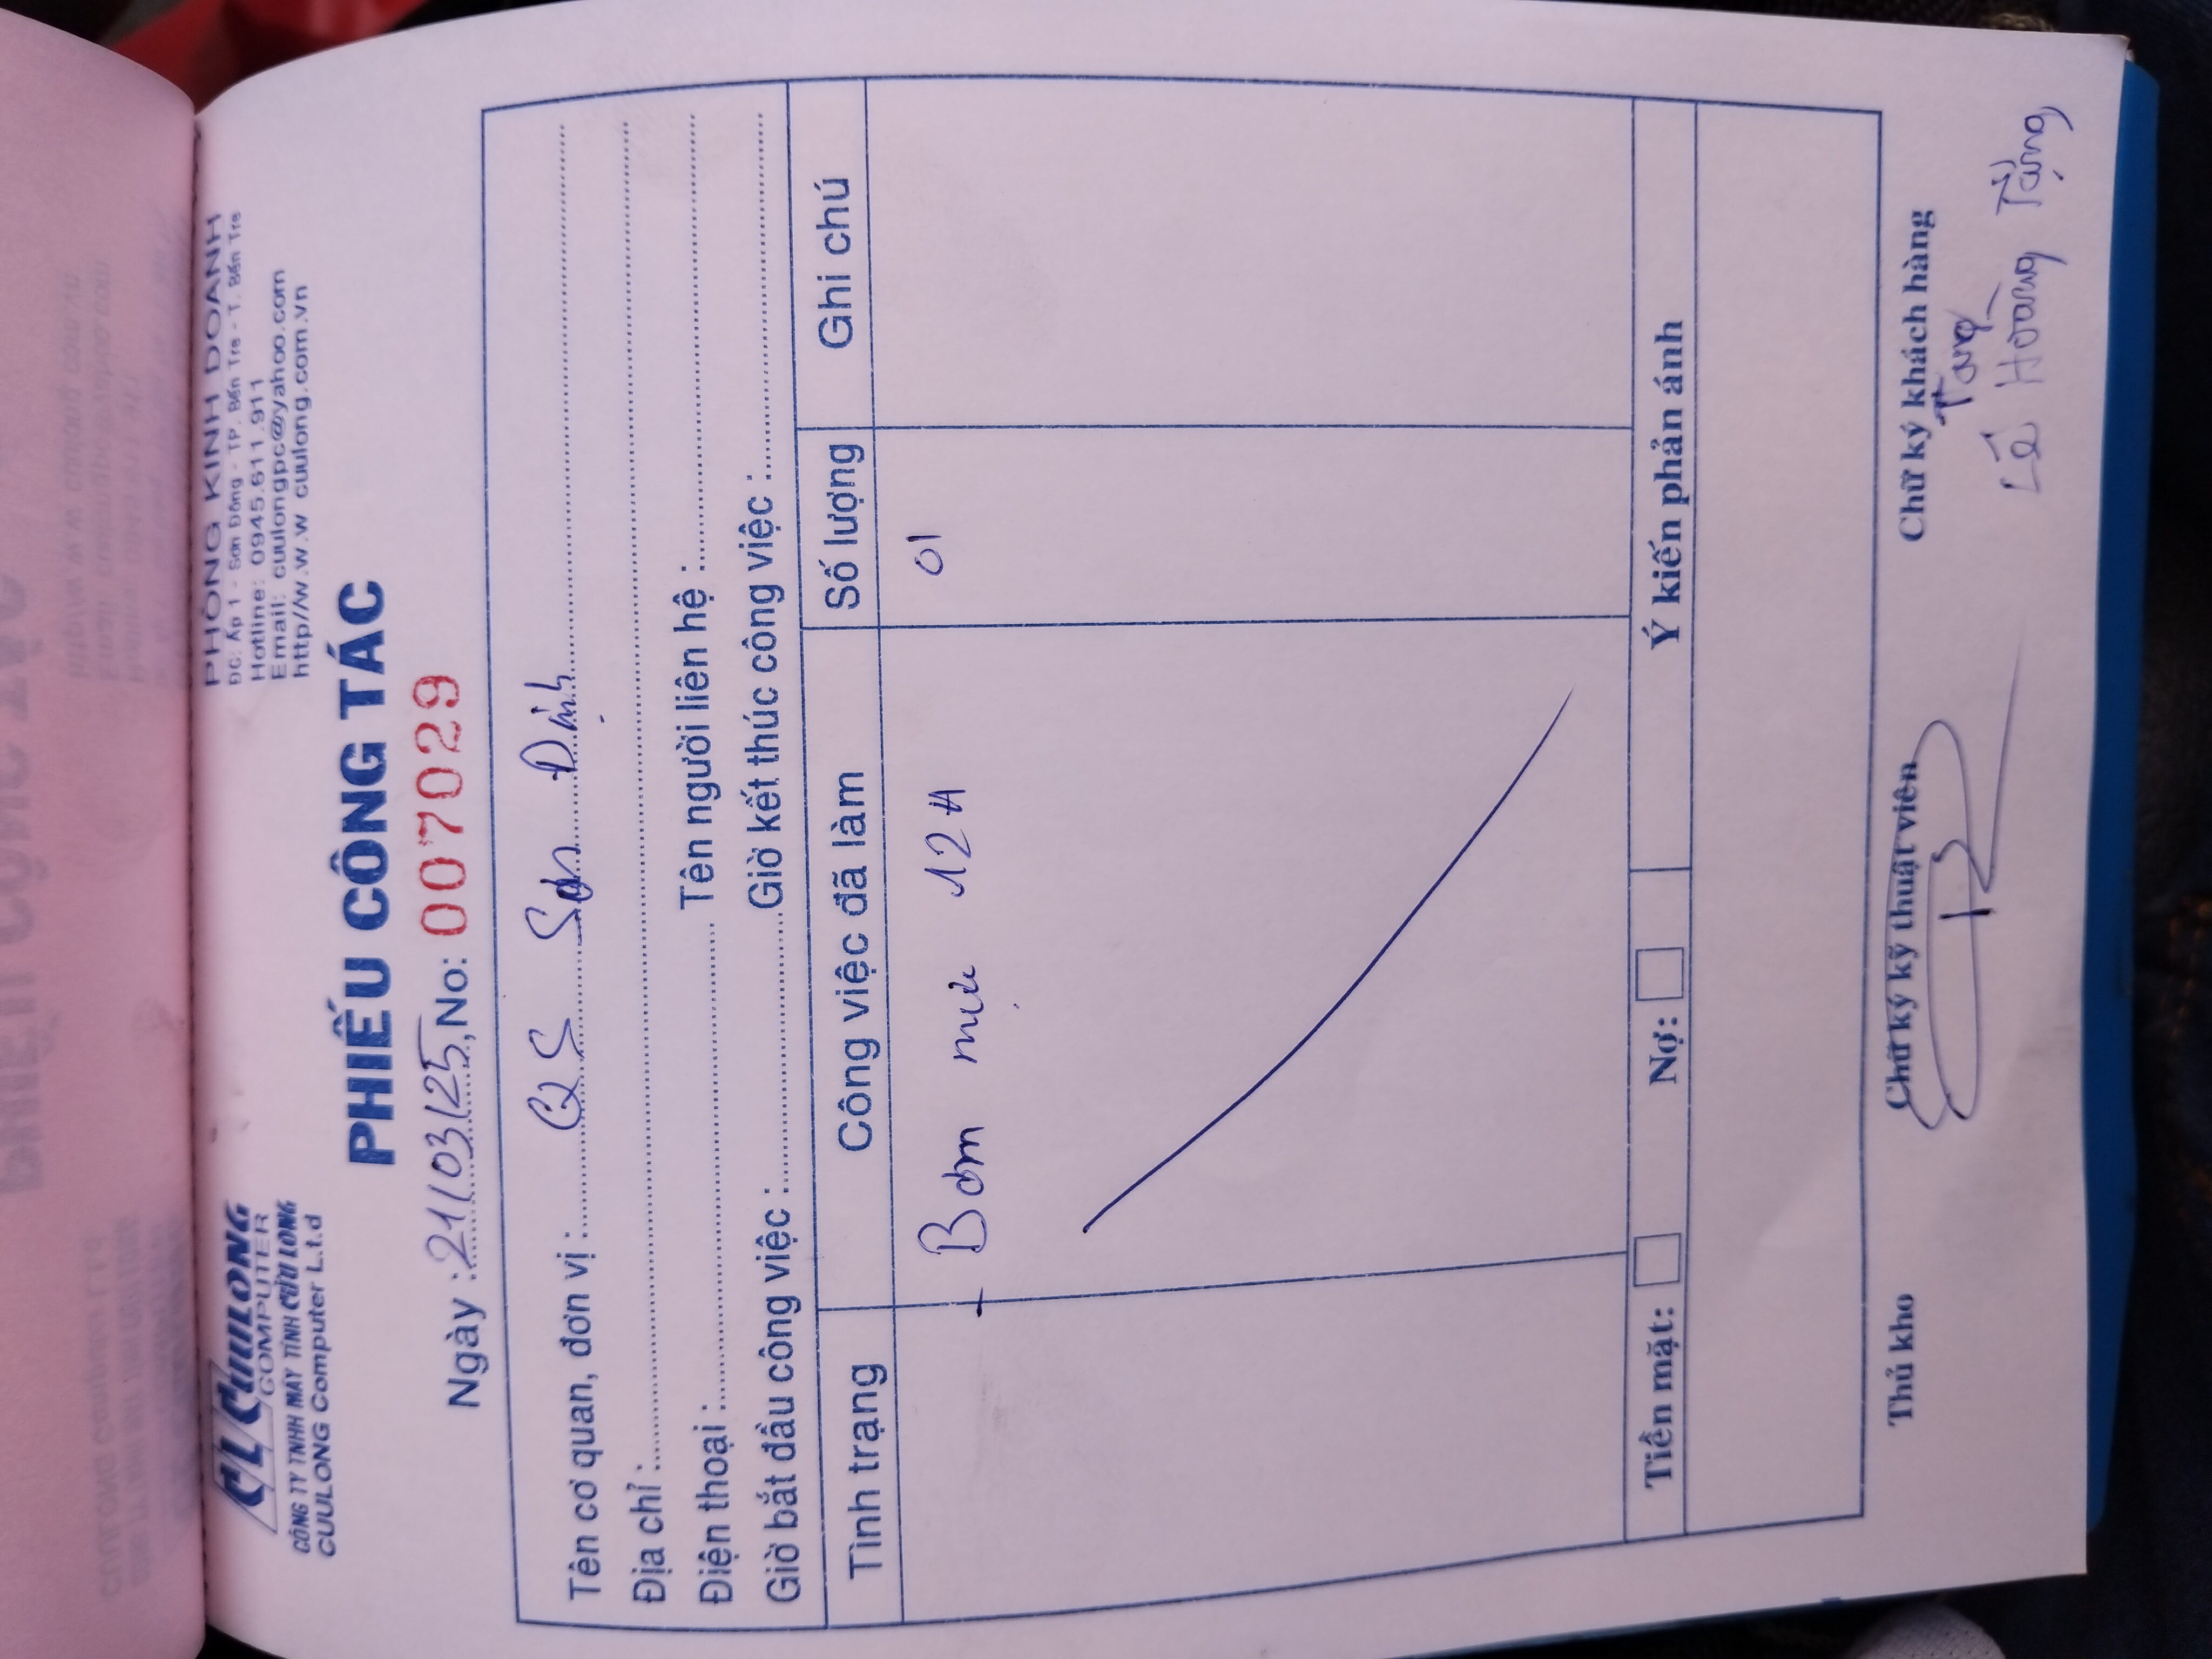 CL CUULONG
COMPUTER
CÔNG TY TNHH MÁY TÍNH CỬU LONG
CUULONG Computer L.t.d
PHÒNG KINH DOANH
ĐC: Ấp 1 - Sơn Đông - TP. Bến Tre - T. Bến Tre
Hotline: 0945.611.911
Email: cuulongpc@yahoo.com
http//w.w.w cuulong.com.vn
PHIẾU CÔNG TÁC
Ngày : 21/03/25, No: 007029
Tên cơ quan, đơn vị : QS Sơn Định
Địa chỉ :
Điện thoại : Tên người liên hệ :
Giờ bắt đầu công việc : Giờ kết thúc công việc :
Tình trạng Công việc đã làm Số lượng Ghi chú
- Bơm mực 12A 01
Tiền mặt: Nợ: Ý kiến phản ánh
Thủ kho Chữ ký kỹ thuật viên Chữ ký khách hàng
Lê Hoàng